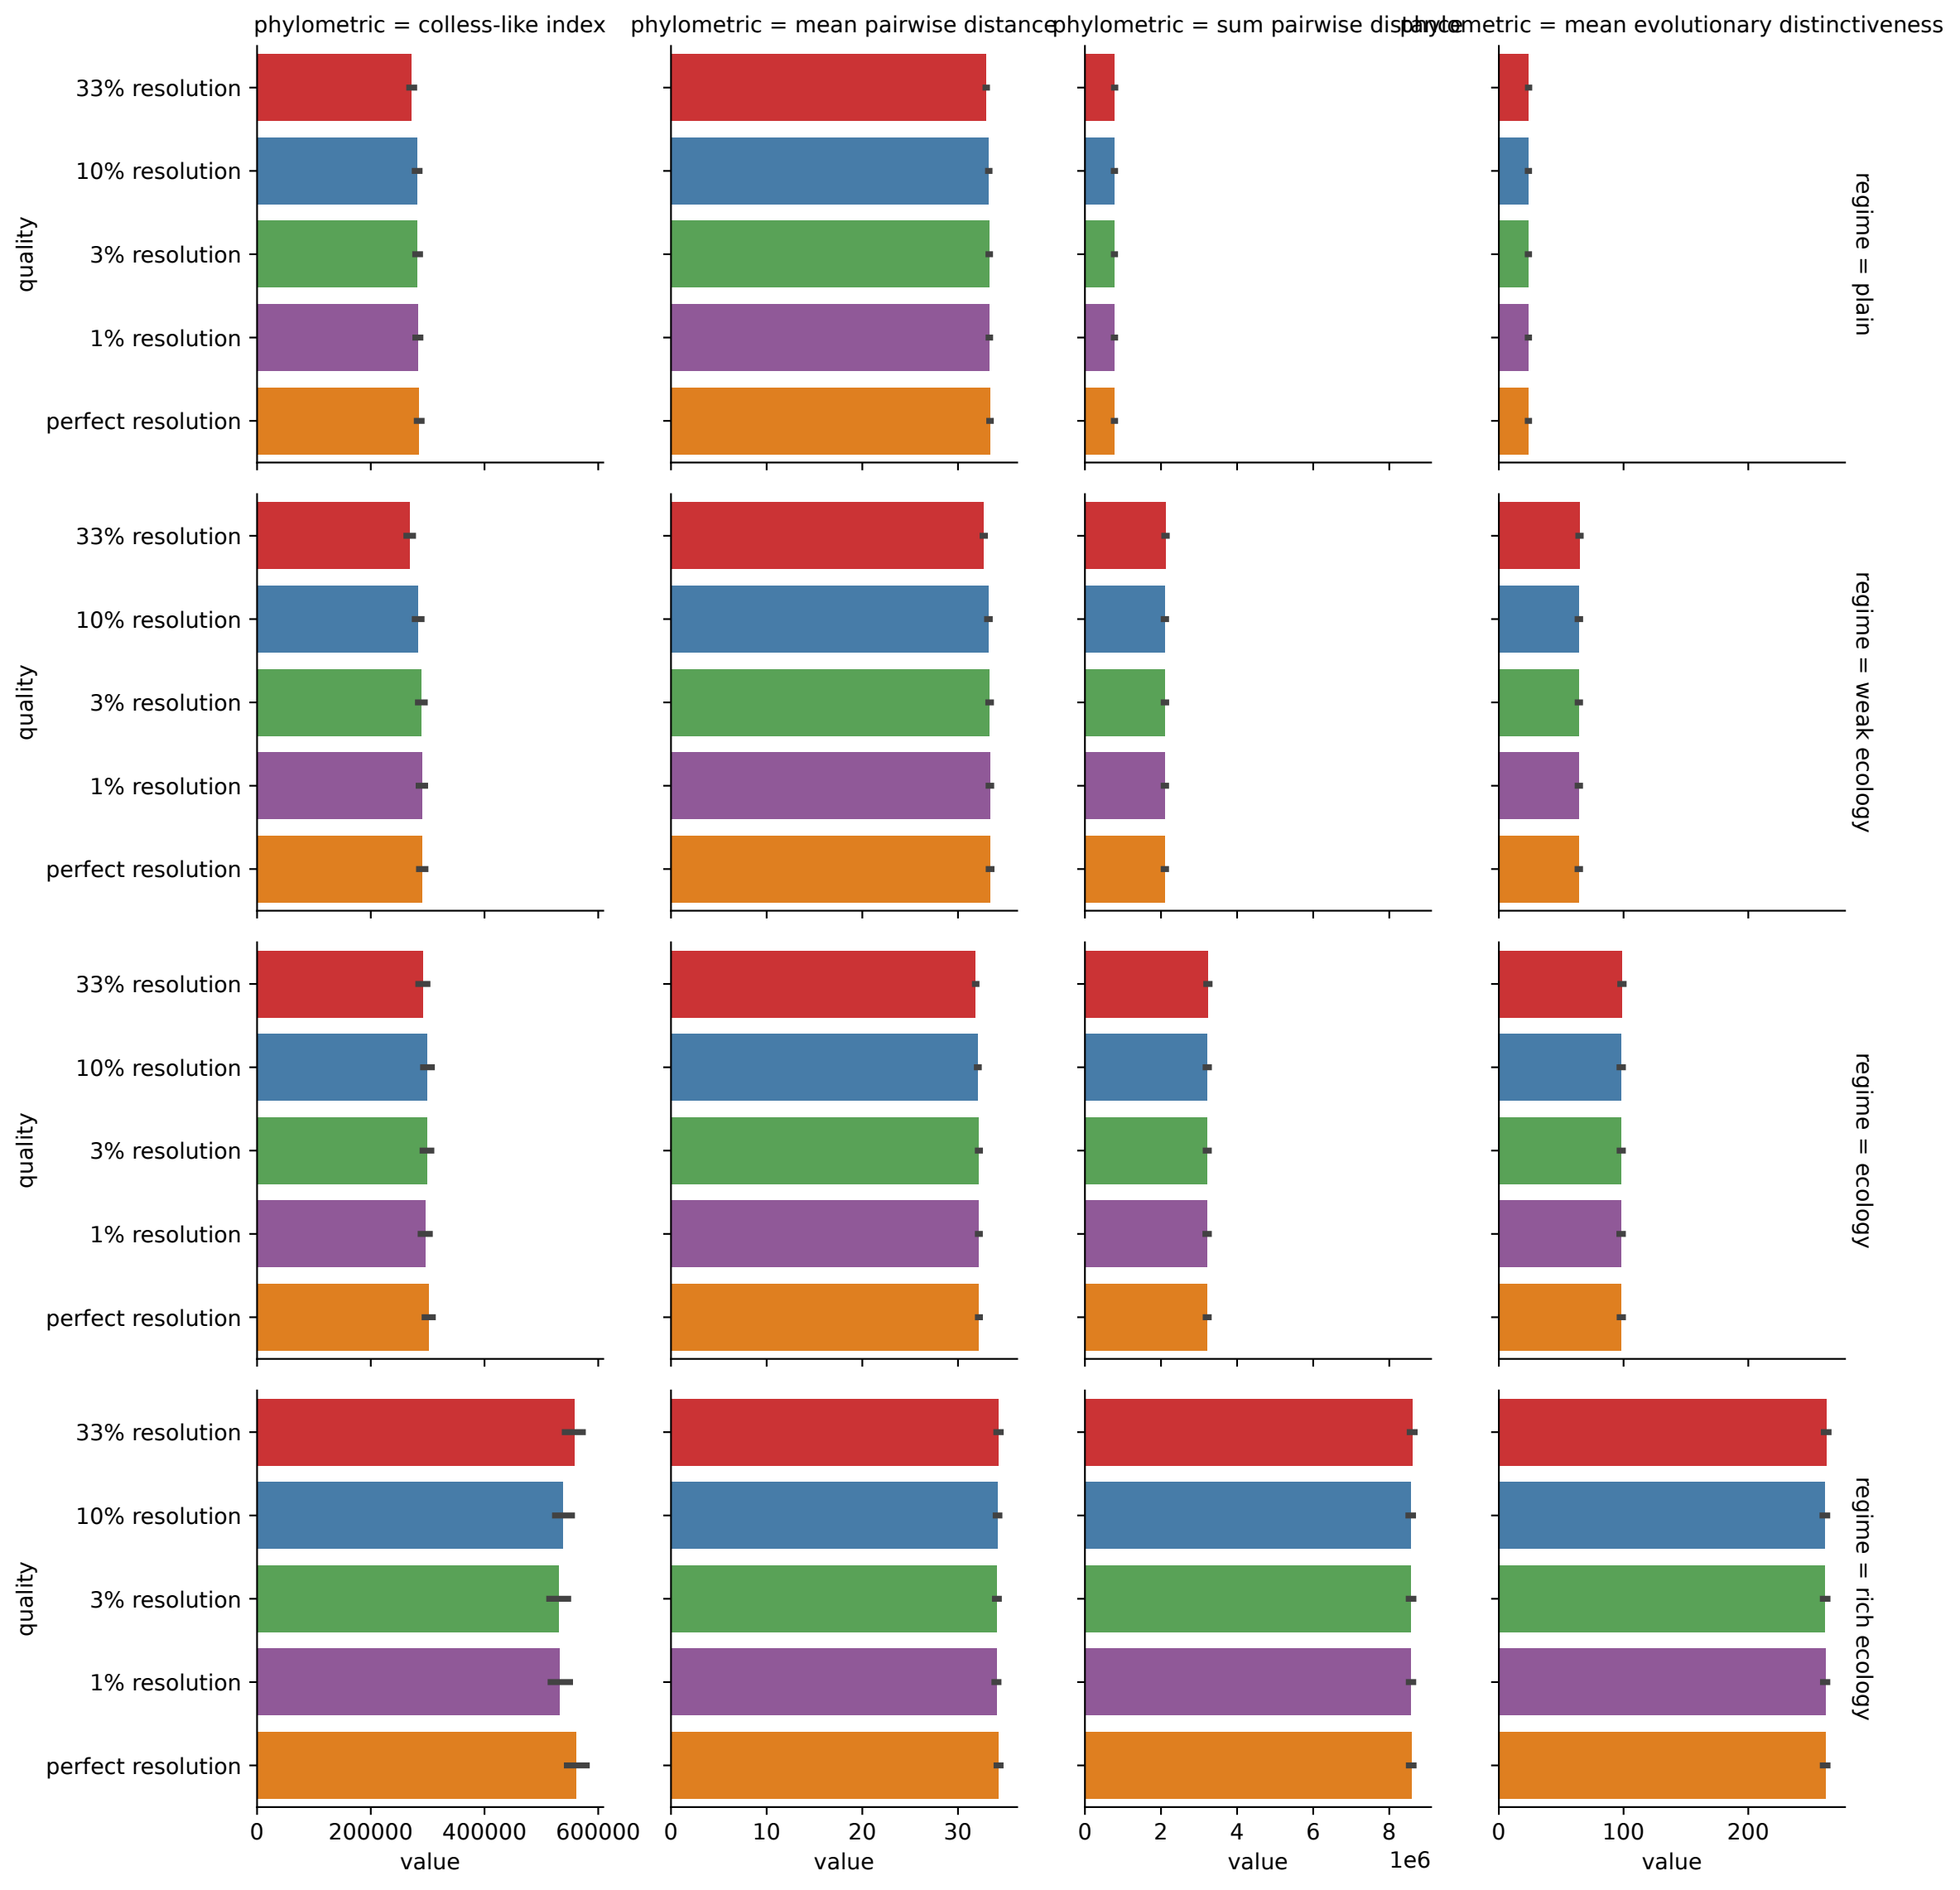 phylometric = colless-like index
phylometric = mean pairwise distance
phylometric = sum pairwise distance
phylometric = mean evolutionary distinctiveness
quality
33% resolution
10% resolution
3% resolution
1% resolution
perfect resolution
regime = plain
quality
33% resolution
10% resolution
3% resolution
1% resolution
perfect resolution
regime = weak ecology
quality
33% resolution
10% resolution
3% resolution
1% resolution
perfect resolution
regime = ecology
quality
33% resolution
10% resolution
3% resolution
1% resolution
perfect resolution
regime = rich ecology
0 200000 400000 600000
value
0 10 20 30
value
0 2 4 6 8
1e6
value
0 100 200
value